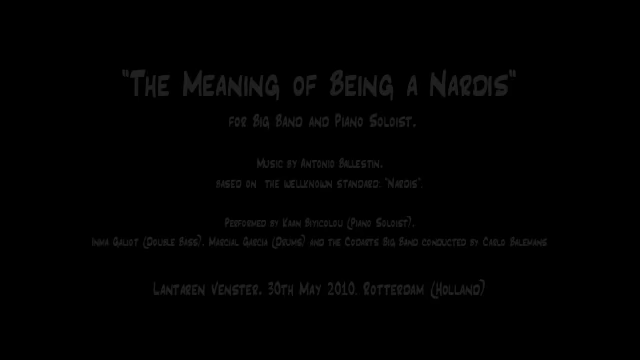 "The Meaning of Being a Nardis"
for Big Band and Piano Soloist.
Music by Antonio Ballestin.
based on the wellknown standard, "Nardis".
Performed by Kaan Biyicolou (Piano Soloist),
Inma Galiot (Double Bass), Marcial Garcia (Drums) and the Codarts Big Band conducted by Carlo Balemans
Lantaren Venster. 30th May 2010, Rotterdam (Holland)